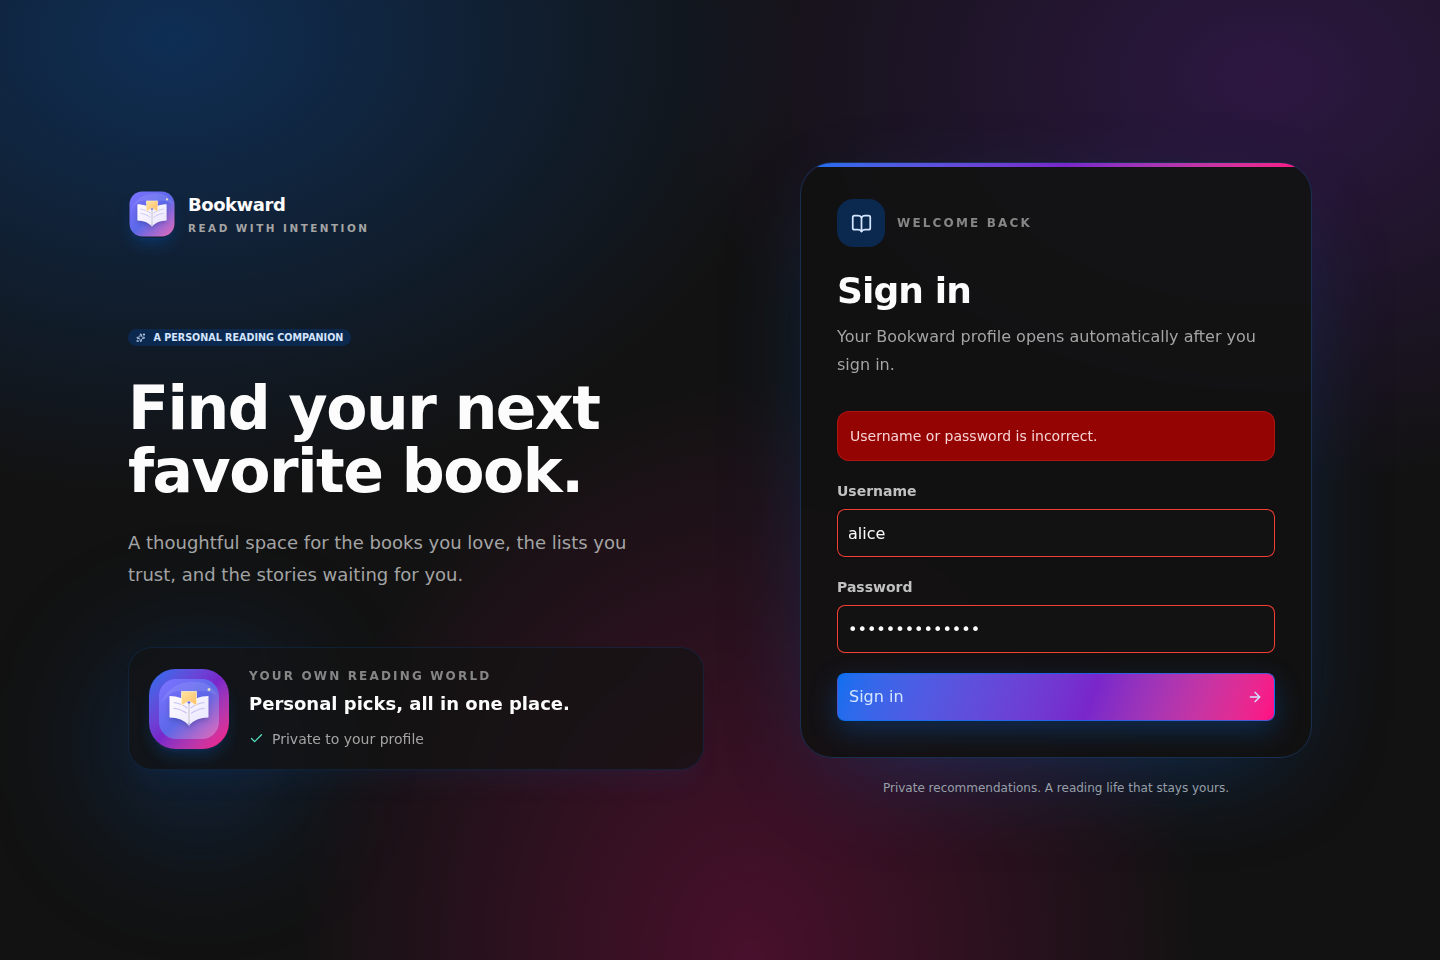 Bookward
READ WITH INTENTION
A PERSONAL READING COMPANION
Find your next
favorite book.
A thoughtful space for the books you love, the lists you
trust, and the stories waiting for you.
YOUR OWN READING WORLD
Personal picks, all in one place.
Private to your profile
WELCOME BACK
Sign in
Your Bookward profile opens automatically after you
sign in.
Username or password is incorrect.
Username
alice
Password
••••••••••••••
Sign in
Private recommendations. A reading life that stays yours.